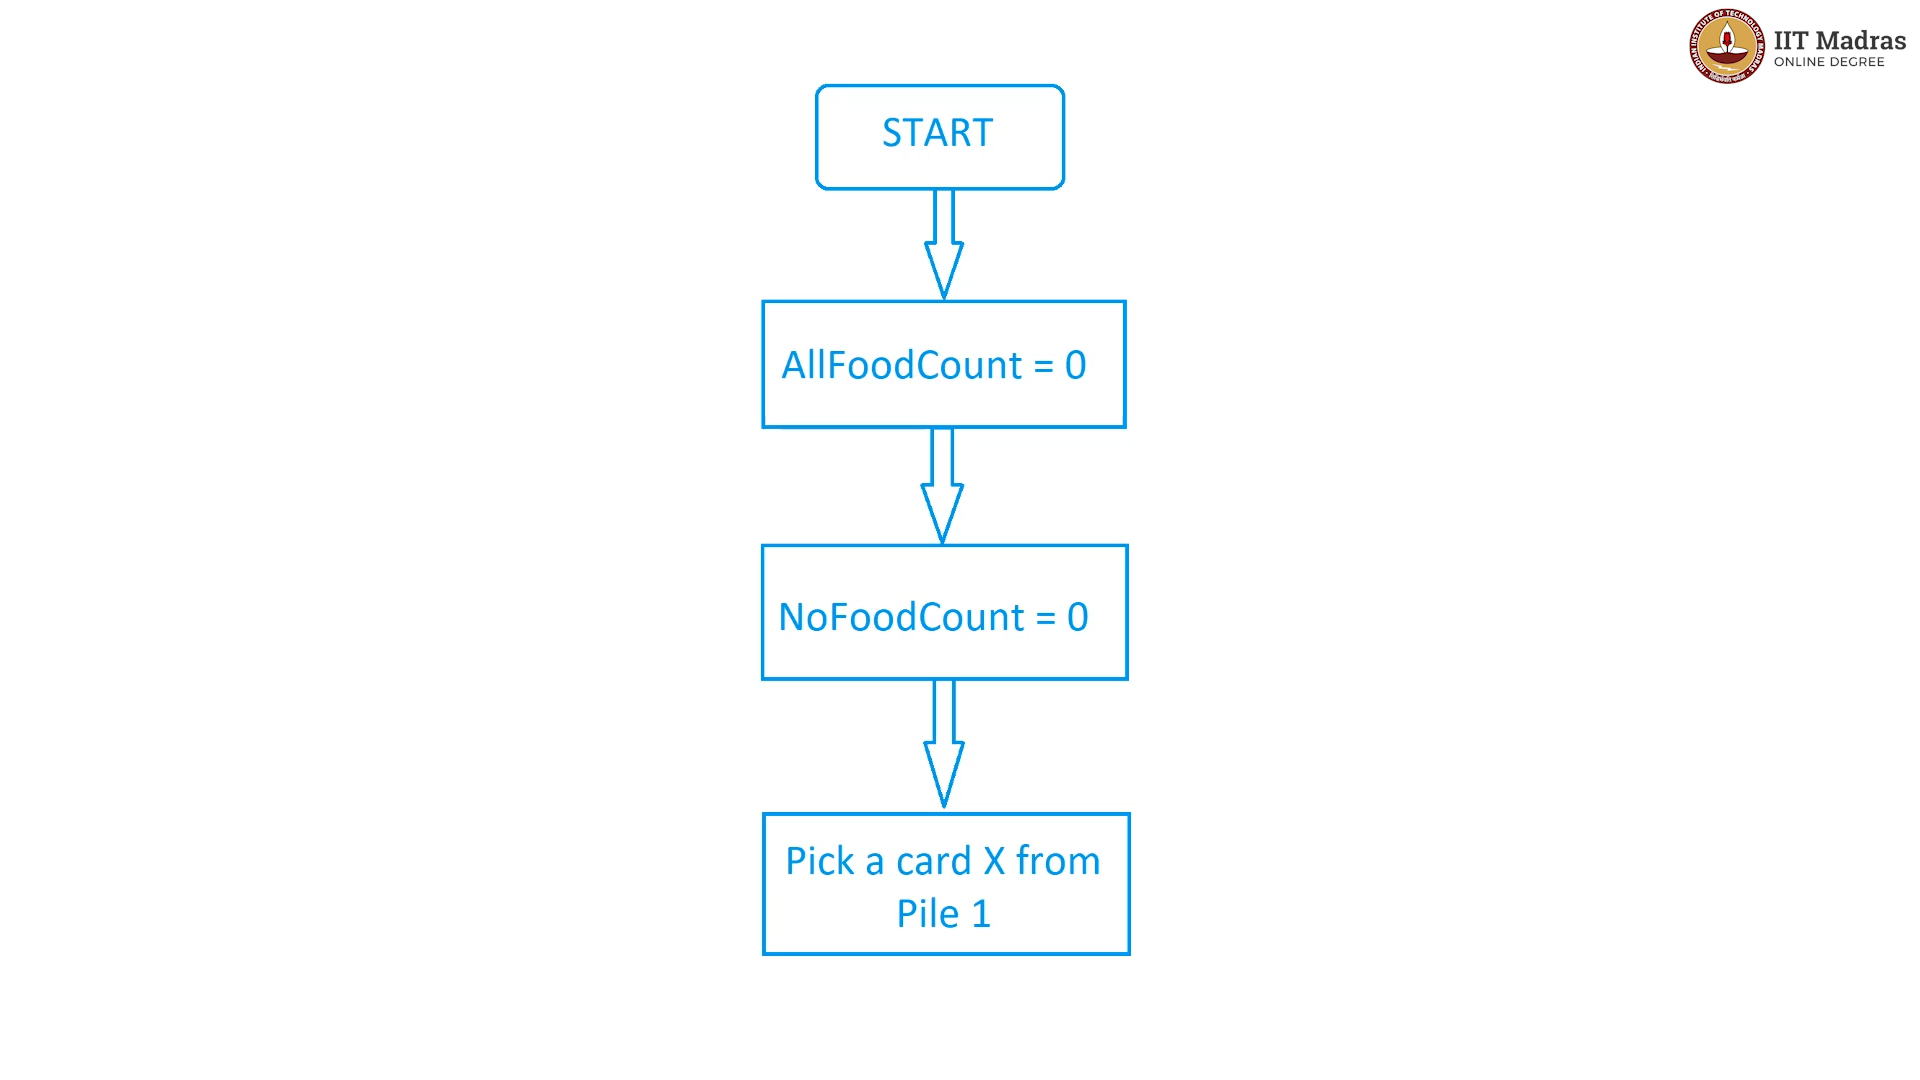 IIT Madras
ONLINE DEGREE
START
AllFoodCount = 0
NoFoodCount = 0
Pick a card X from
Pile 1